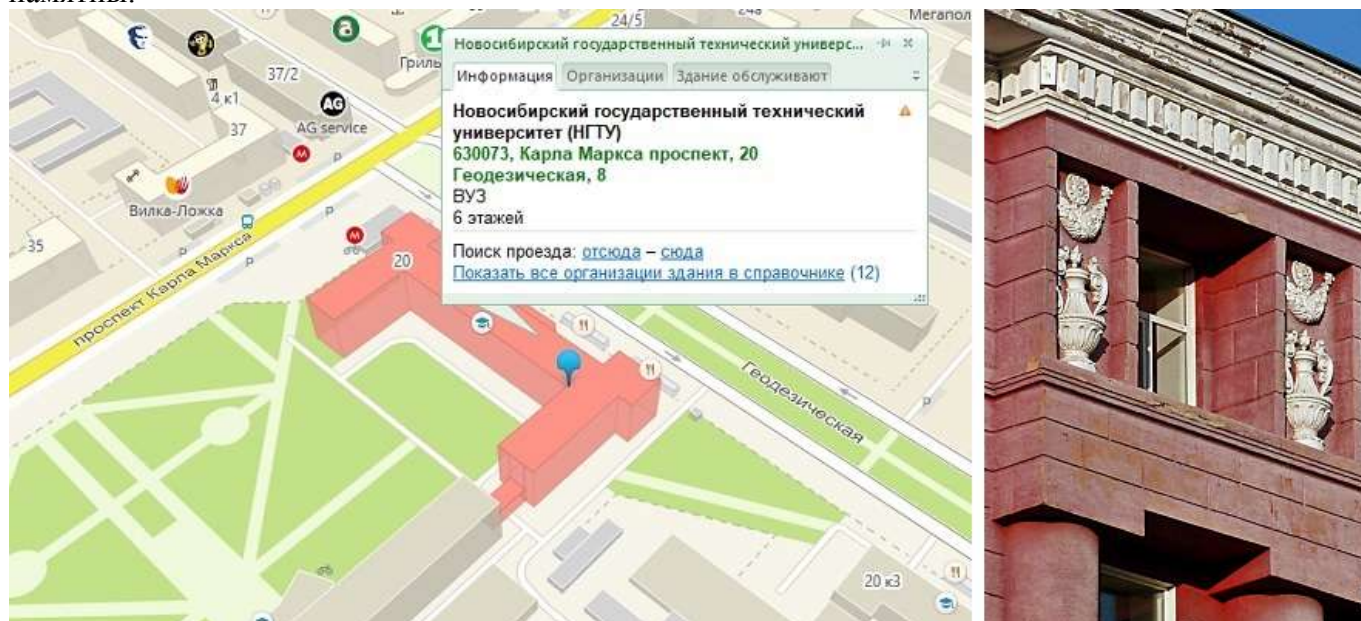 памятны.
24/5
24а
Мегапол
37/2
Гриль
4 к1
AG
AG service
37
Вилка-Ложка
35
проспект Карла Маркса
20
Геодезическая
20 к3
Новосибирский государственный технический универс...
Информация Организации Здание обслуживают
Новосибирский государственный технический
университет (НГТУ)
630073, Карла Маркса проспект, 20
Геодезическая, 8
ВУЗ
6 этажей
Поиск проезда: отсюда – сюда
Показать все организации здания в справочнике (12)